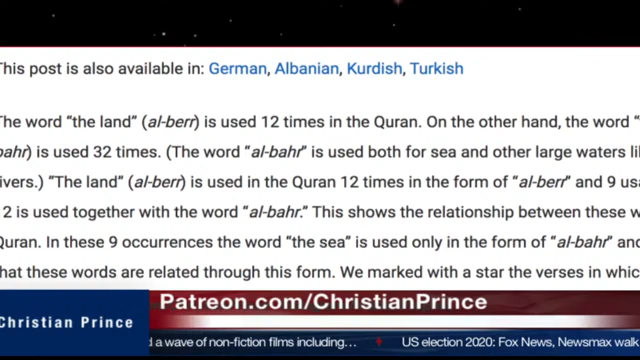 This post is also available in: German, Albanian, Kurdish, Turkish
The word “the land” (al-berr) is used 12 times in the Quran. On the other hand, the word “
bahr) is used 32 times. (The word “al-bahr” is used both for sea and other large waters li
ivers.) “The land” (al-berr) is used in the Quran 12 times in the form of “al-berr” and 9 usa
12 is used together with the word “al-bahr.” This shows the relationship between these w
Quran. In these 9 occurrences the word “the sea” is used only in the form of “al-bahr” and
hat these words are related through this form. We marked with a star the verses in whic
Patreon.com/ChristianPrince
Christian Prince
d a wave of non-fiction films including… US election 2020: Fox News, Newsmax walk